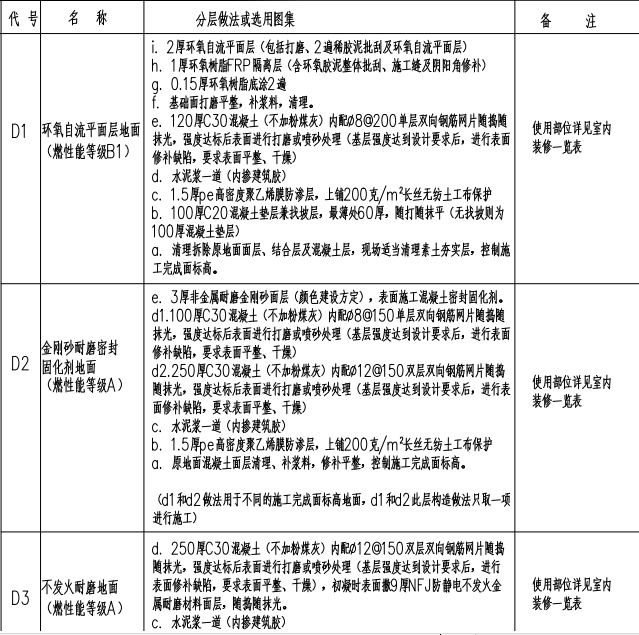 代 号
名 称
分层做法或选用图集
备 注
D1
环氧自流平面层地面
(燃性能等级B1)
i. 2厚环氧自流平面层(包括打磨、2遍稀胶泥批刮及环氧自流平面层)
h. 1厚环氧树脂FRP隔离层(含环氧胶泥整体批刮、施工缝及阴阳角修补)
g. 0.15厚环氧树脂底涂2遍
f. 基础面打磨平整,补浆料,清理。
e. 120厚C30混凝土(不加粉煤灰)内配ø8@200单层双向钢筋网片随捣随
抹光,强度达标后表面进行打磨或喷砂处理(基层强度达到设计要求后,进行表面
修补缺陷,要求表面平整、干燥)
d. 水泥浆一道(内掺建筑胶)
c. 1.5厚pe高密度聚乙烯膜防渗层,上铺200克/m²长丝无纺土工布保护
b. 100厚C20混凝土垫层兼找坡层,最薄处60厚,随打随抹平(无找坡则为
100厚混凝土垫层)
a. 清理拆除原地面面层、结合层及混凝土层,现场适当清理素土夯实层,控制施
工完成面标高。
使用部位详见室内
装修一览表
D2
金刚砂耐磨密封
固化剂地面
(燃性能等级A)
e. 3厚非金属耐磨金刚砂面层(颜色建设方定),表面施工混凝土密封固化剂。
d1.100厚C30混凝土(不加粉煤灰)内配ø8@150单层双向钢筋网片随捣随
抹光,强度达标后表面进行打磨或喷砂处理(基层强度达到设计要求后,进行表面
修补缺陷,要求表面平整、干燥)
d2.250厚C30混凝土(不加粉煤灰)内配ø12@150双层双向钢筋网片随捣
随抹光,强度达标后表面进行打磨或喷砂处理(基层强度达到设计要求后,进行表
面修补缺陷,要求表面平整、干燥)
c. 水泥浆一道(内掺建筑胶)
b. 1.5厚pe高密度聚乙烯膜防渗层,上铺200克/m²长丝无纺土工布保护
a. 原地面混凝土面层清理、补浆料,修补平整,控制施工完成面标高。
(d1和d2做法用于不同的施工完成面标高地面,d1和d2此层构造做法只取一项
进行施工)
使用部位详见室内
装修一览表
D3
不发火耐磨地面
(燃性能等级A)
d. 250厚C30混凝土(不加粉煤灰)内配ø12@150双层双向钢筋网片随捣
随抹光,强度达标后表面进行打磨或喷砂处理(基层强度达到设计要求后,进行
表面修补缺陷,要求表面平整、干燥),初凝时表面撒9厚NFJ防静电不发火金
属耐磨材料面层,随捣随抹光。
c. 水泥浆一道(内掺建筑胶)
使用部位详见室内
装修一览表